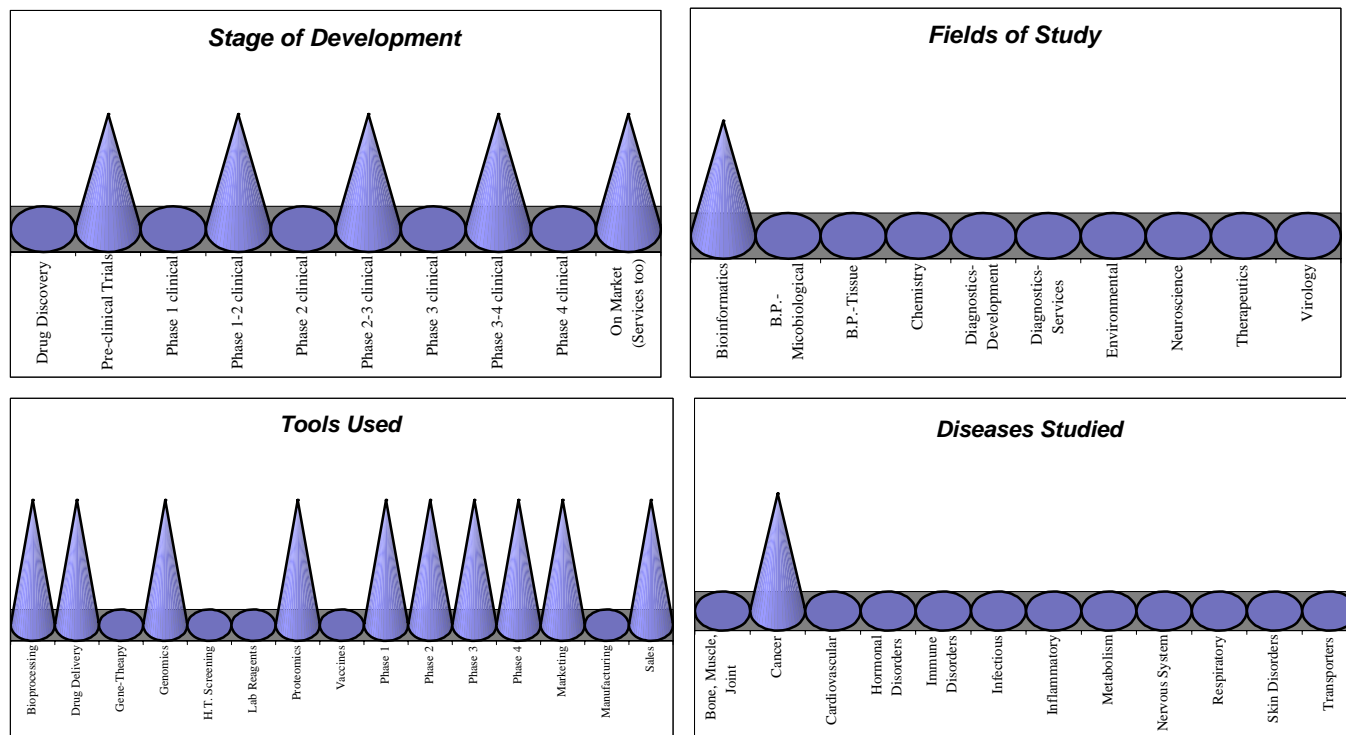 Stage of Development
Drug Discovery
Pre-clinical Trials
Phase 1 clinical
Phase 1-2 clinical
Phase 2 clinical
Phase 2-3 clinical
Phase 3 clinical
Phase 3-4 clinical
Phase 4 clinical
On Market
(Services too)
Fields of Study
Bioinformatics
B.P.-
Micobiological
B.P.-Tissue
Chemistry
Diagnostics-
Development
Diagnostics-
Services
Environmental
Neuroscience
Therapeutics
Virology
Tools Used
Bioprocessing
Drug Delivery
Gene-Theapy
Genomics
H.T. Screening
Lab Reagents
Proteomics
Vaccines
Phase 1
Phase 2
Phase 3
Phase 4
Marketing
Manufacturing
Sales
Diseases Studied
Bone, Muscle,
Joint
Cancer
Cardiovascular
Hormonal
Disorders
Immune
Disorders
Infectious
Inflammatory
Metabolism
Nervous System
Respiratory
Skin Disorders
Transporters